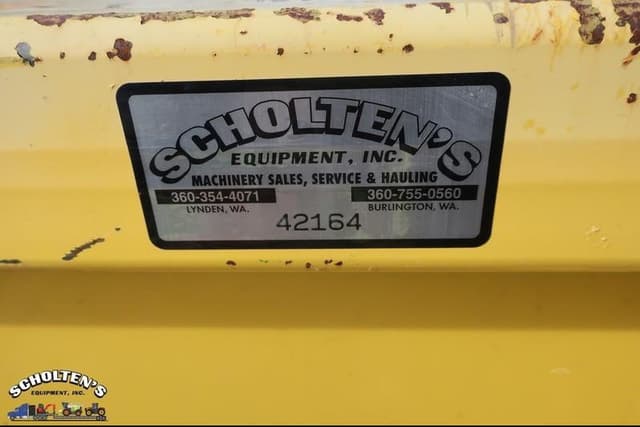 SCHOLTEN'S
EQUIPMENT, INC.
MACHINERY SALES, SERVICE & HAULING
360-354-4071 360-755-0560
LYNDEN, WA. BURLINGTON, WA.
42164
SCHOLTEN'S
EQUIPMENT, INC.